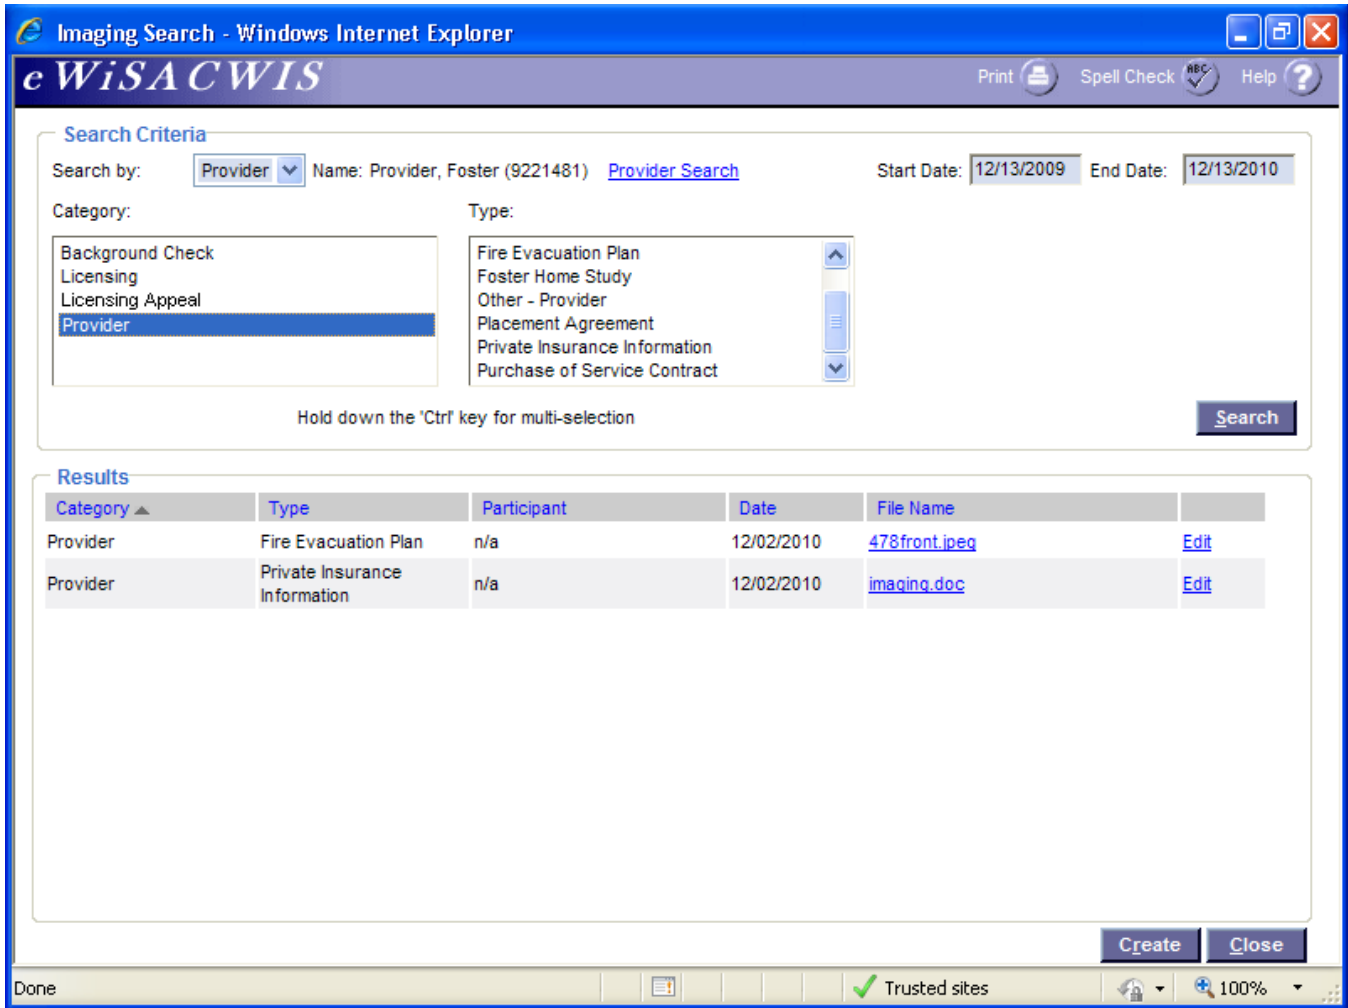 Imaging Search - Windows Internet Explorer
e WiSACWIS
Print
Spell Check
ABC
Help
?
Search Criteria
Search by: Provider Name: Provider, Foster (9221481) Provider Search Start Date: 12/13/2009 End Date: 12/13/2010
Category: Type:
Background Check
Licensing
Licensing Appeal
Provider
Fire Evacuation Plan
Foster Home Study
Other - Provider
Placement Agreement
Private Insurance Information
Purchase of Service Contract
Hold down the 'Ctrl' key for multi-selection
Search
Results
Category Type Participant Date File Name
Provider Fire Evacuation Plan n/a 12/02/2010 478front.jpeg Edit
Provider Private Insurance Information n/a 12/02/2010 imaging.doc Edit
Create Close
Done Trusted sites 100%